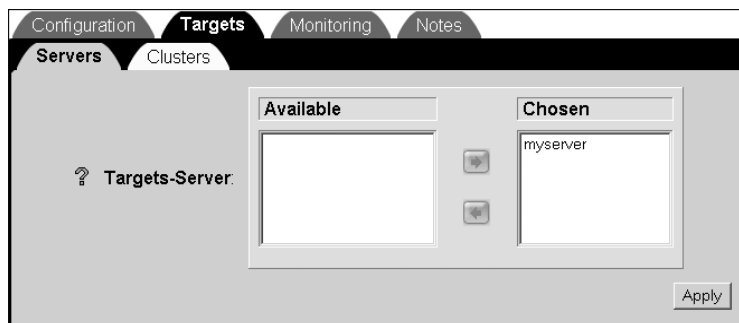 Configuration Targets Monitoring Notes
Servers Clusters
Available Chosen
myserver
? Targets-Server:
Apply